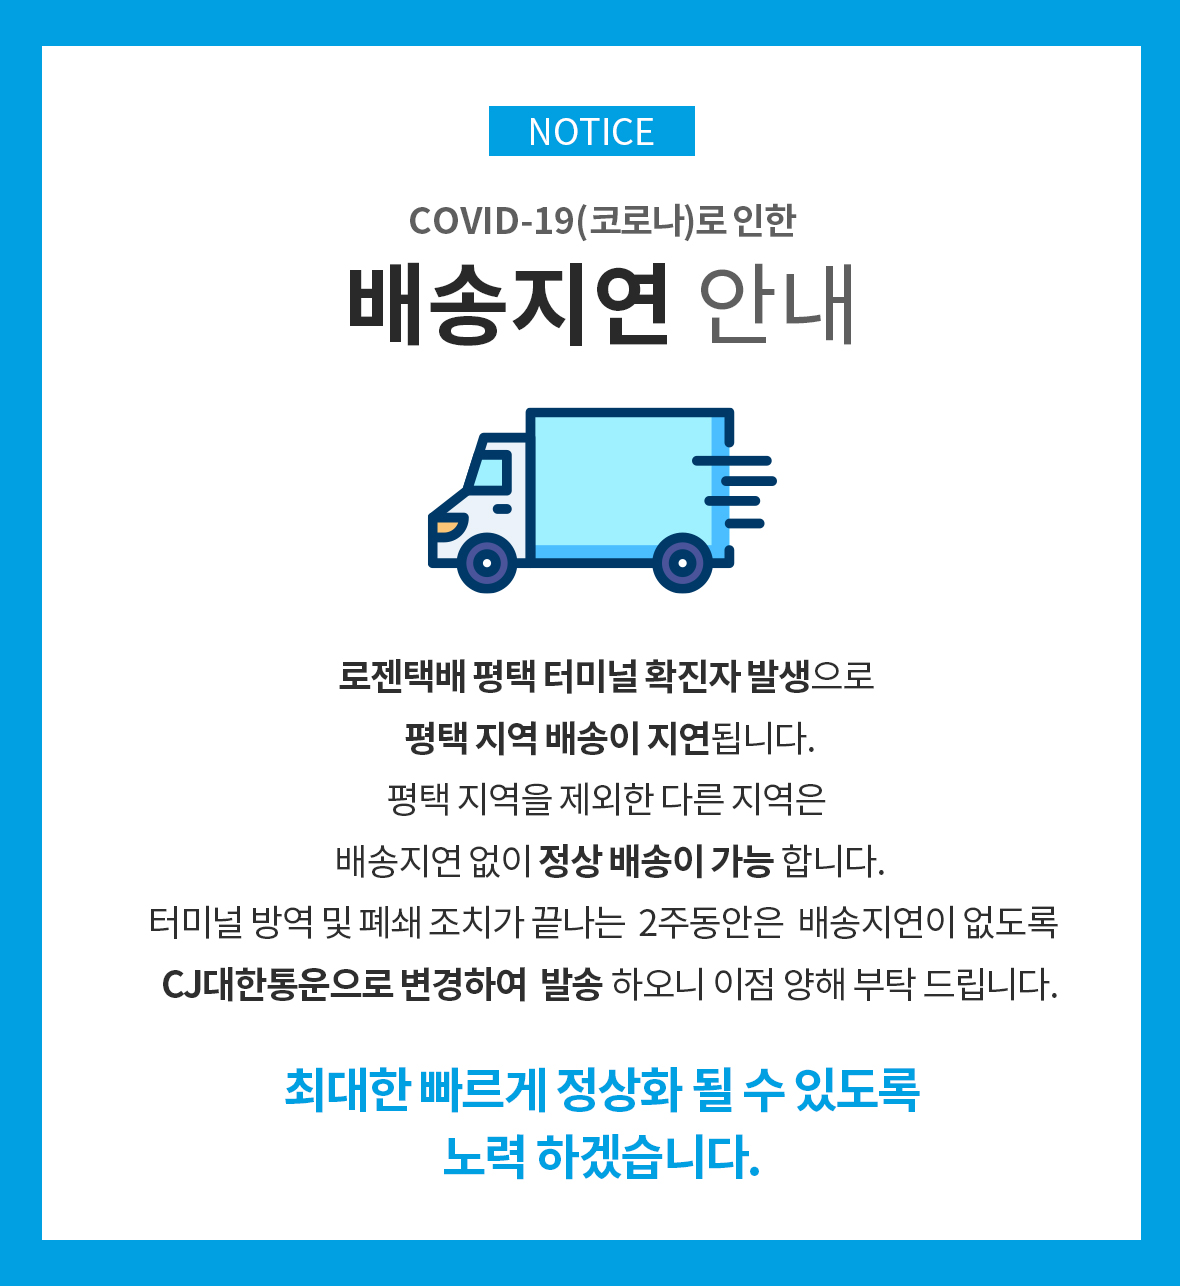 NOTICE
COVID-19(코로나)로 인한
배송지연 안내
로젠택배 평택 터미널 확진자 발생으로
평택 지역 배송이 지연됩니다.
평택 지역을 제외한 다른 지역은
배송지연 없이 정상 배송이 가능 합니다.
터미널 방역 및 폐쇄 조치가 끝나는 2주동안은 배송지연이 없도록
CJ대한통운으로 변경하여 발송 하오니 이점 양해 부탁 드립니다.
최대한 빠르게 정상화 될 수 있도록
노력 하겠습니다.